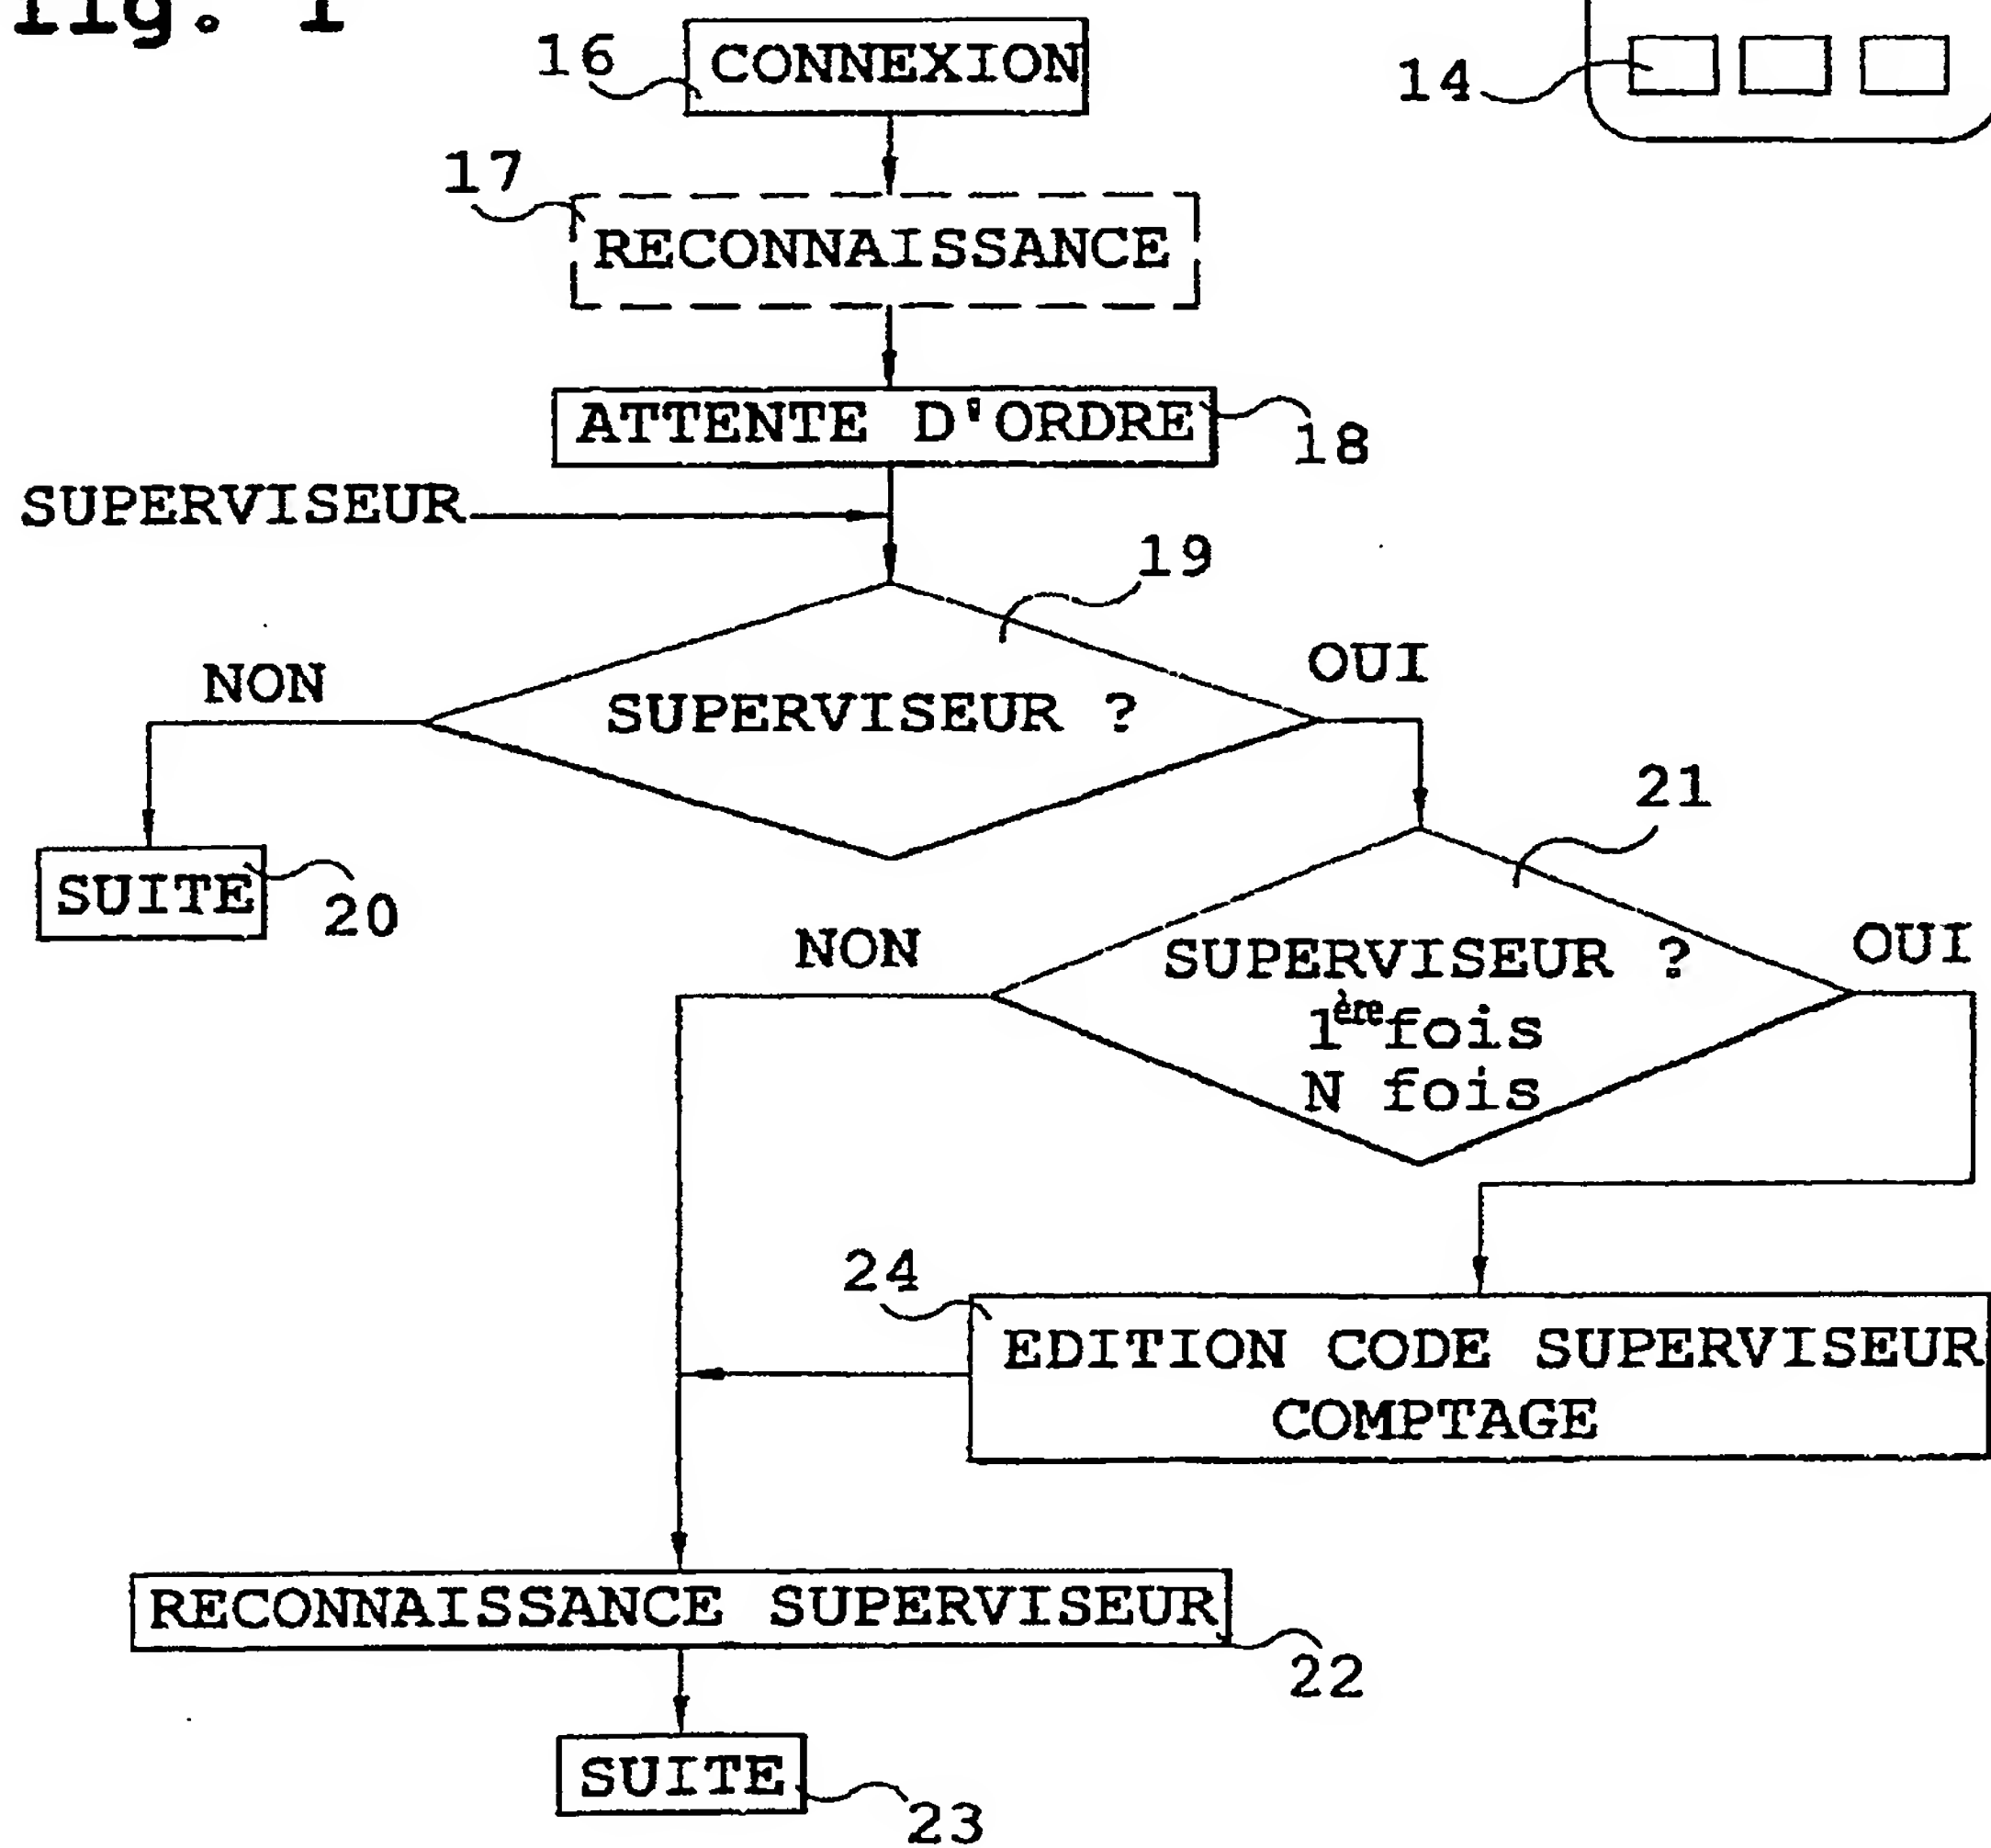 fig. 1
16
CONNEXION
14
17
RECONNAISSANCE
ATTENTE D'ORDRE
18
SUPERVISEUR
19
NON
SUPERVISEUR ?
OUI
21
SUITE
20
NON
SUPERVISEUR ?
OUI
1ère fois
N fois
24
EDITION CODE SUPERVISEUR
COMPTAGE
RECONNAISSANCE SUPERVISEUR
22
SUITE
23